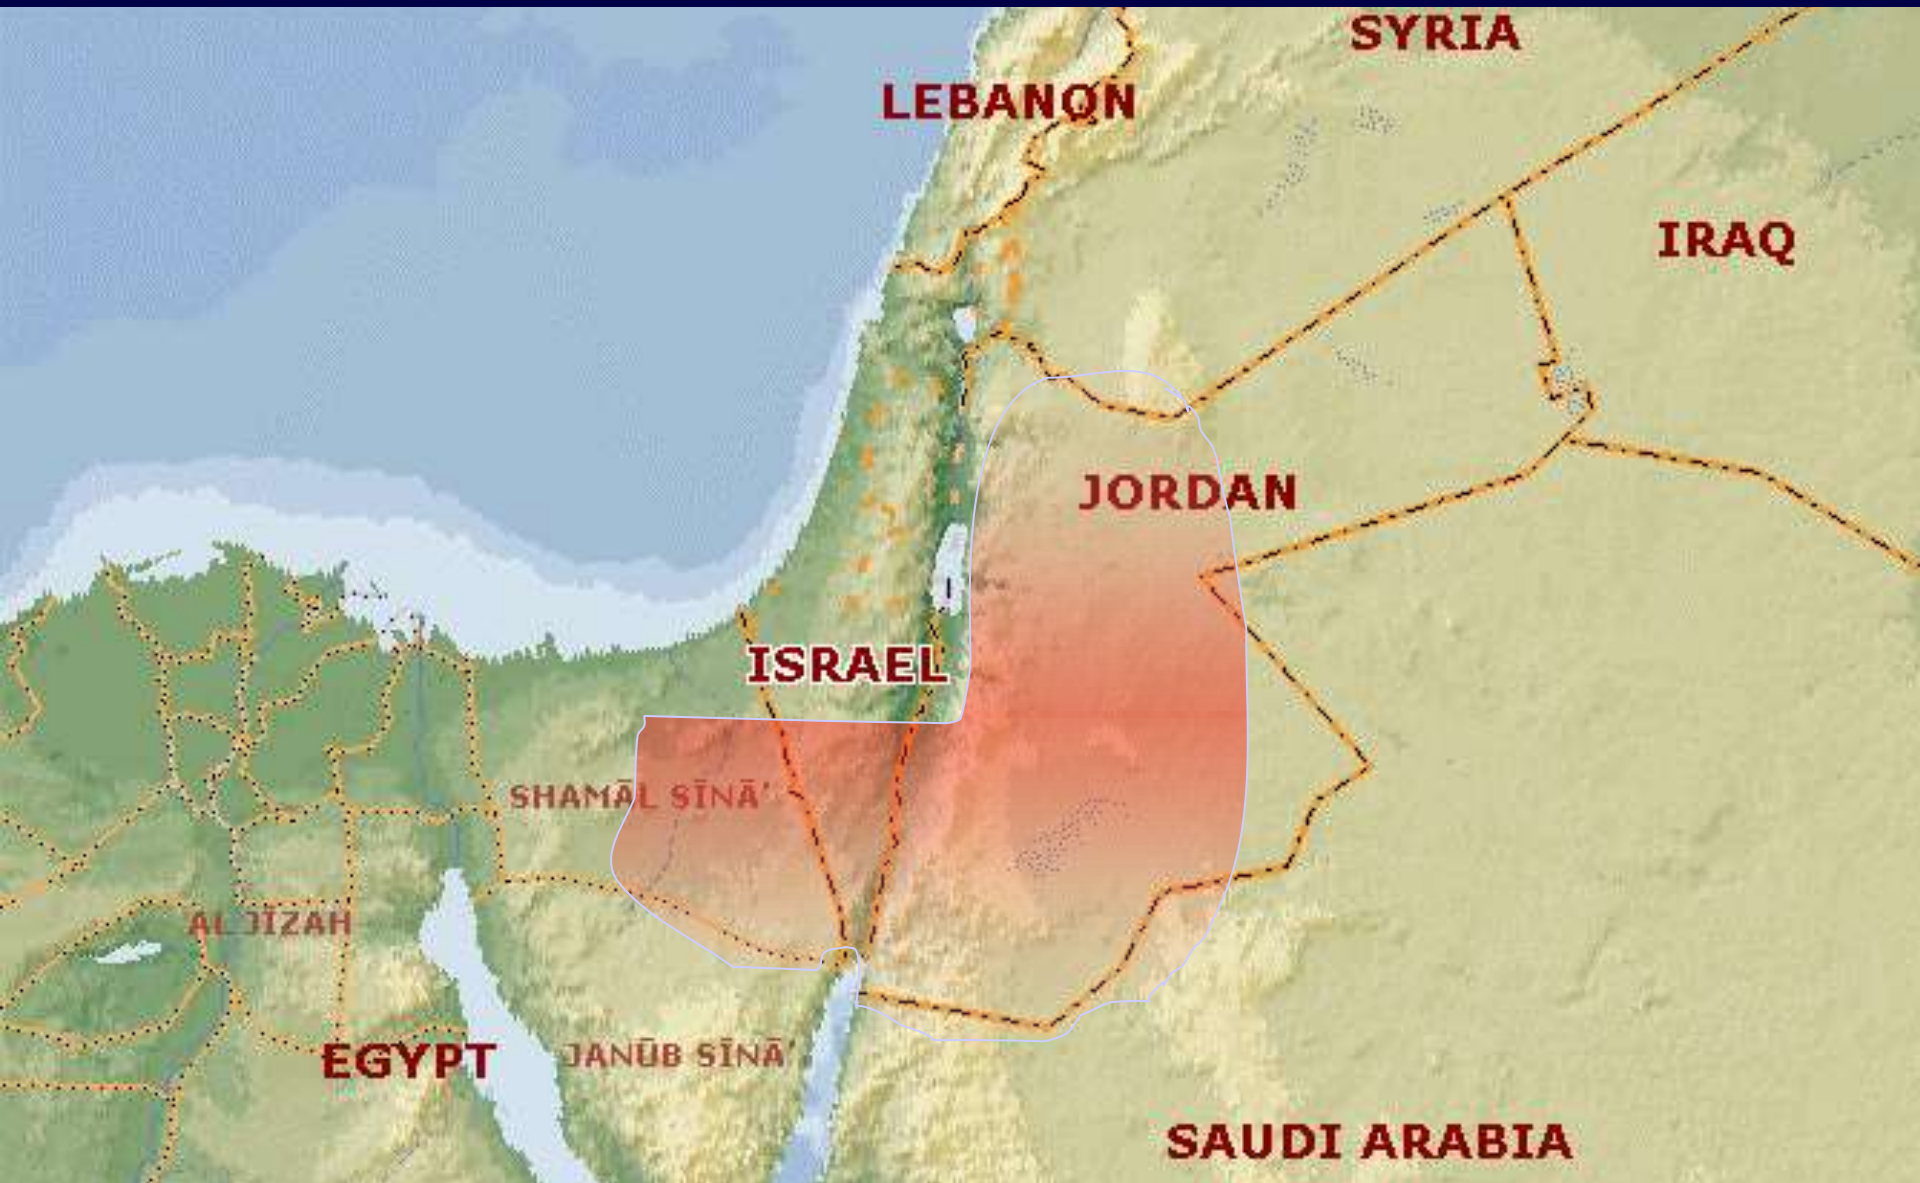 SYRIA
LEBANON
IRAQ
JORDAN
ISRAEL
SHAMĀL SĪNĀ'
AL JĪZAH
EGYPT
JANŪB SĪNĀ'
SAUDI ARABIA